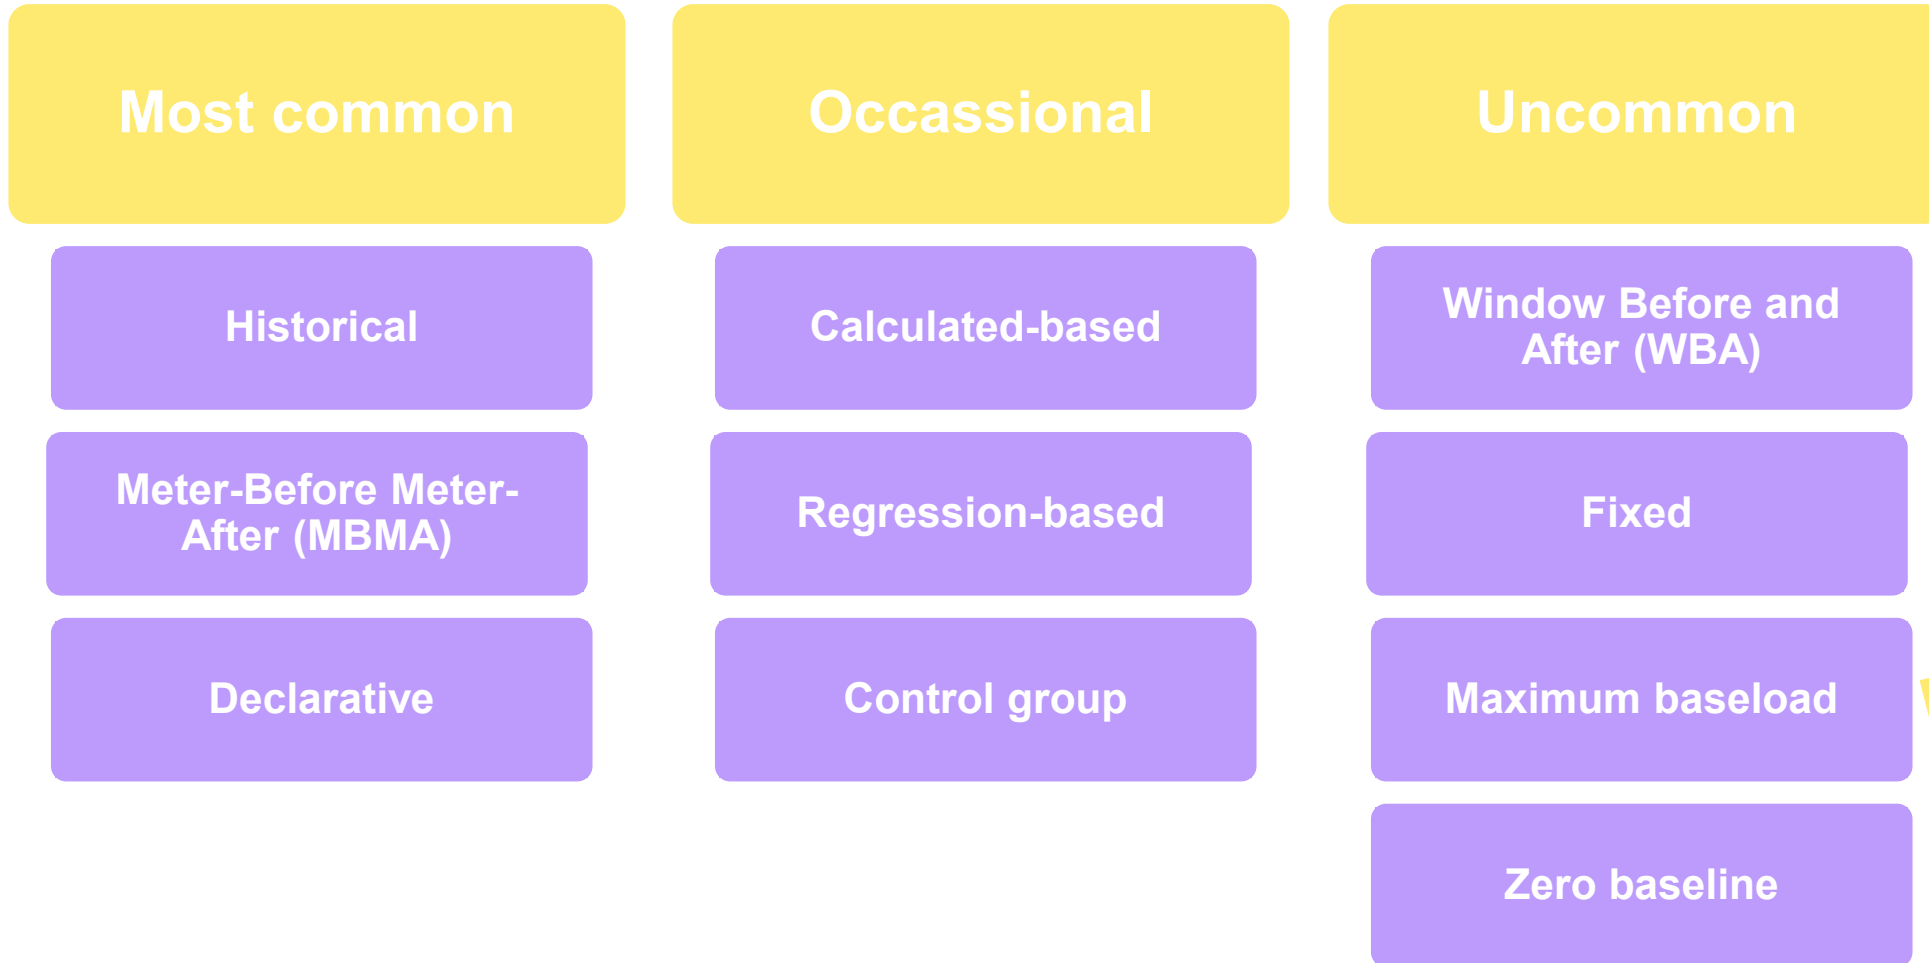 Most common
Historical
Meter-Before Meter-
After (MBMA)
Declarative
Occassional
Calculated-based
Regression-based
Control group
Uncommon
Window Before and
After (WBA)
Fixed
Maximum baseload
Zero baseline